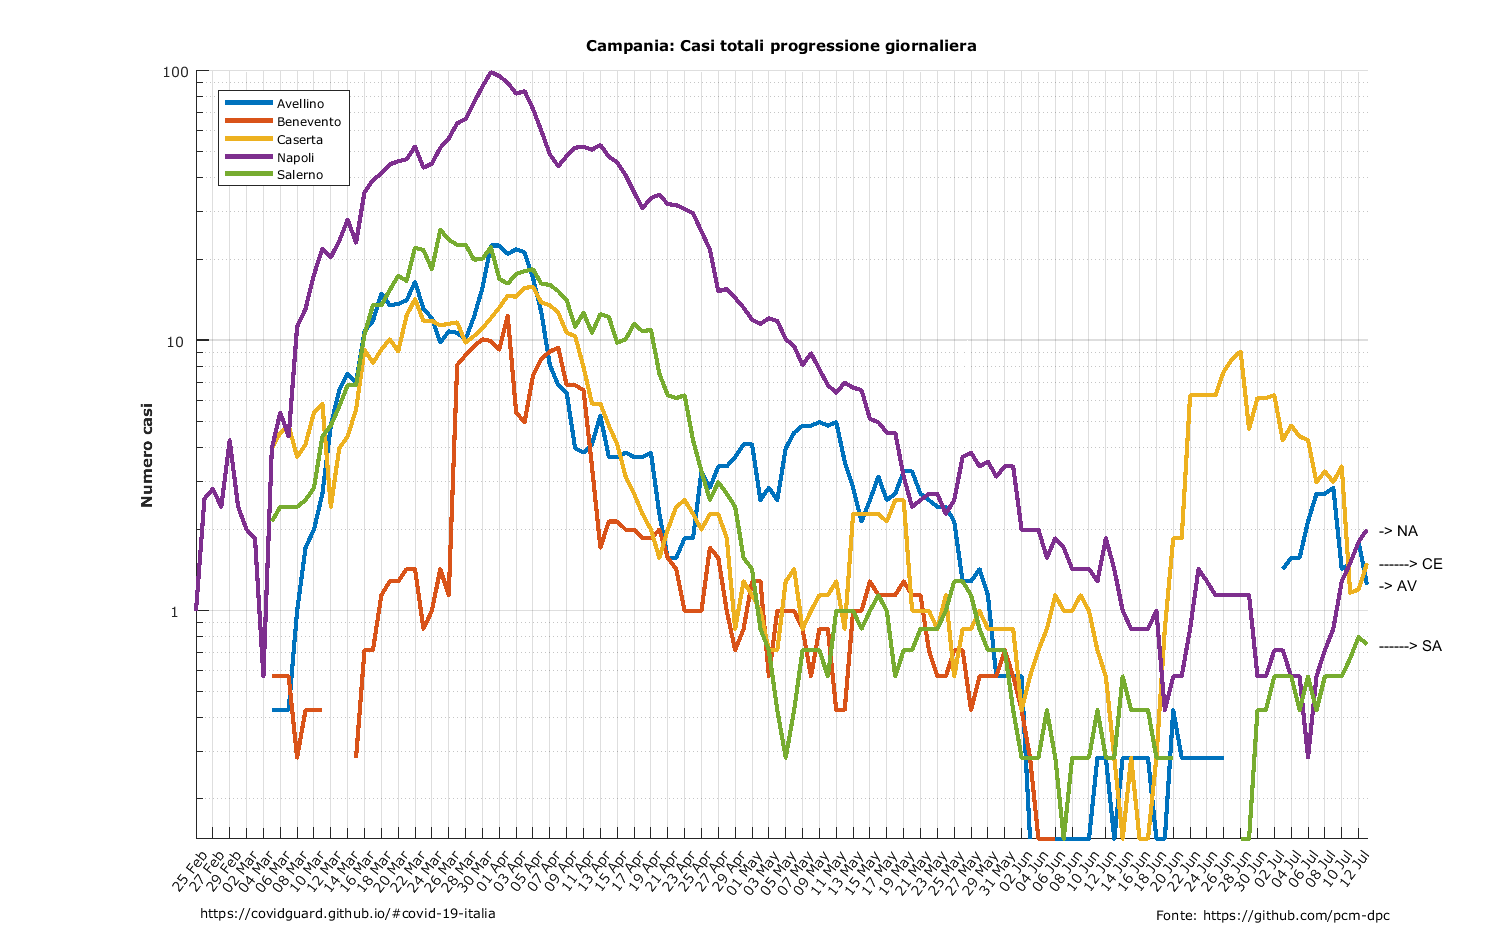 Campania: Casi totali progressione giornaliera
100
10
1
Numero casi
Avellino
Benevento
Caserta
Napoli
Salerno
-> NA
------> CE
-> AV
------> SA
25 Feb
27 Feb
29 Feb
02 Mar
04 Mar
06 Mar
08 Mar
10 Mar
12 Mar
14 Mar
16 Mar
18 Mar
20 Mar
22 Mar
24 Mar
26 Mar
28 Mar
30 Mar
01 Apr
03 Apr
05 Apr
07 Apr
09 Apr
11 Apr
13 Apr
15 Apr
17 Apr
19 Apr
21 Apr
23 Apr
25 Apr
27 Apr
29 Apr
01 May
03 May
05 May
07 May
09 May
11 May
13 May
15 May
17 May
19 May
21 May
23 May
25 May
27 May
29 May
31 May
02 Jun
04 Jun
06 Jun
08 Jun
10 Jun
12 Jun
14 Jun
16 Jun
18 Jun
20 Jun
22 Jun
24 Jun
26 Jun
28 Jun
30 Jun
02 Jul
04 Jul
06 Jul
08 Jul
10 Jul
12 Jul
https://covidguard.github.io/#covid-19-italia
Fonte: https://github.com/pcm-dpc